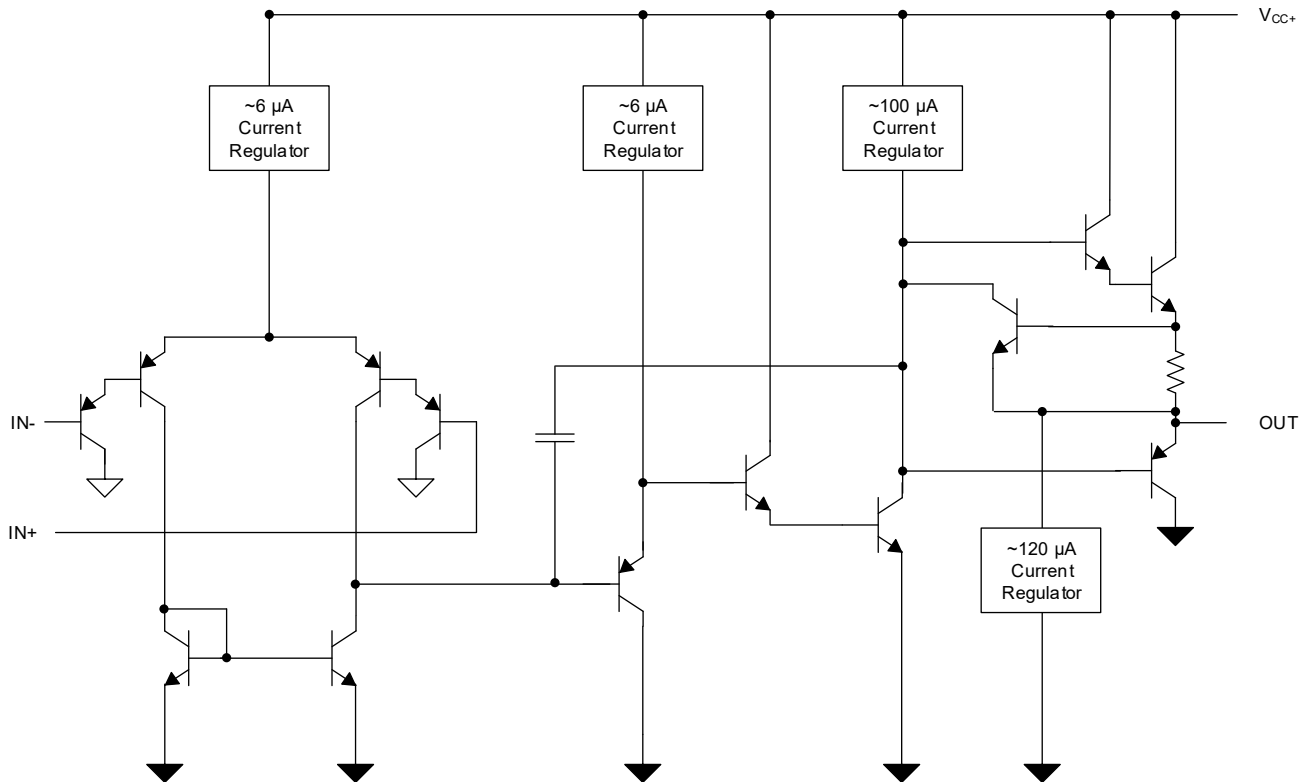 V_CC+
~6 µA
Current
Regulator
~6 µA
Current
Regulator
~100 µA
Current
Regulator
IN-
OUT
IN+
~120 µA
Current
Regulator